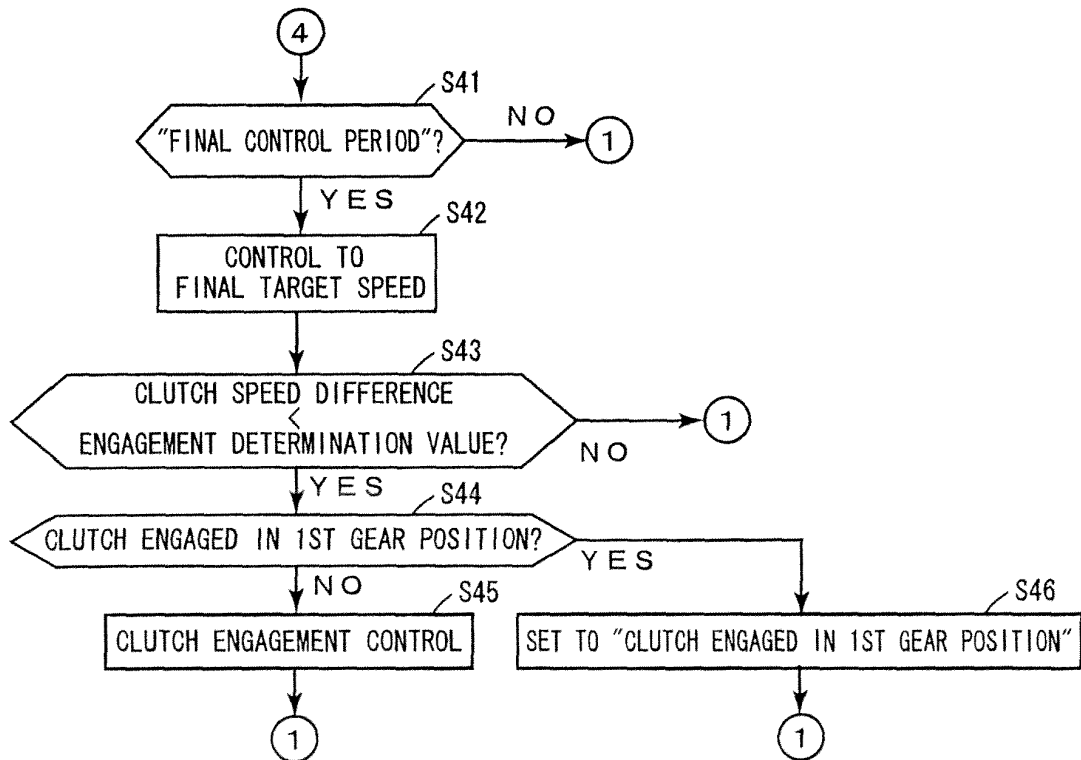 4
S41
"FINAL CONTROL PERIOD"?
NO
1
YES
S42
CONTROL TO
FINAL TARGET SPEED
S43
CLUTCH SPEED DIFFERENCE
<
ENGAGEMENT DETERMINATION VALUE?
NO
1
YES
S44
CLUTCH ENGAGED IN 1ST GEAR POSITION?
YES
NO
S45
CLUTCH ENGAGEMENT CONTROL
S46
SET TO "CLUTCH ENGAGED IN 1ST GEAR POSITION"
1
1